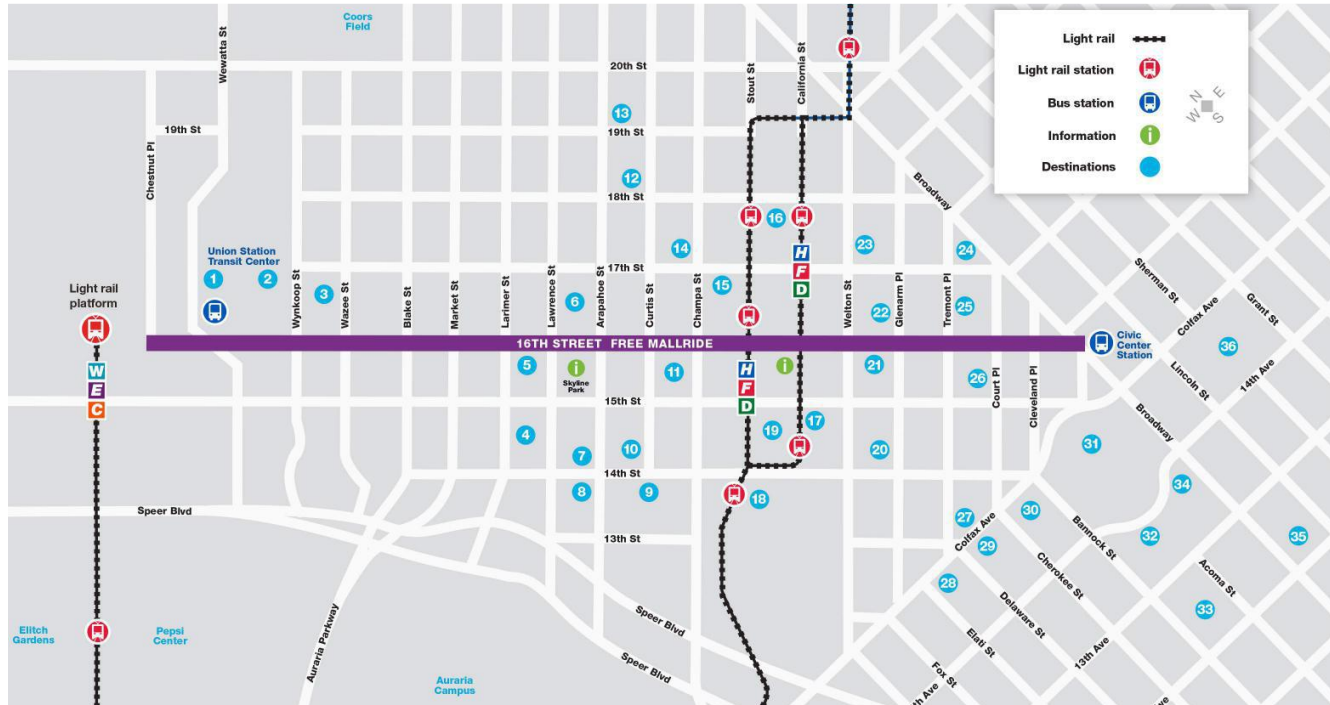 Coors
Field
Wewatta St
20th St
Stout St
California St
Light rail
Light rail station
Bus station
Information
Destinations
N
W
E
S
13
19th St
19th St
Chestnut Pl
12
18th St
Broadway
16
Union Station
Transit Center
1
2
3
14
17th St
15
6
H
F
D
23
24
22
25
Light rail
platform
Wynkoop St
Wazee St
Blake St
Market St
Larimer St
Lawrence St
Arapahoe St
Curtis St
Champa St
Welton St
Glenarm Pl
Tremont Pl
Sherman St
Colfax Ave
Grant St
16TH STREET FREE MALLRIDE
Civic
Center
Station
36
Lincoln St
14th Ave
W
E
C
5
i
Skyline
Park
11
H
F
D
i
21
26
Court Pl
Cleveland Pl
Broadway
15th St
4
7
10
19
17
20
31
14th St
8
9
18
34
Speer Blvd
13th St
27
Colfax Ave
29
30
Bannock St
32
35
28
Cherokee St
Acoma St
33
Delaware St
Elati St
13th Ave
Fox St
th Ave
Elitch
Gardens
Pepsi
Center
Auraria Parkway
Auraria
Campus
Speer Blvd
Speer Blvd